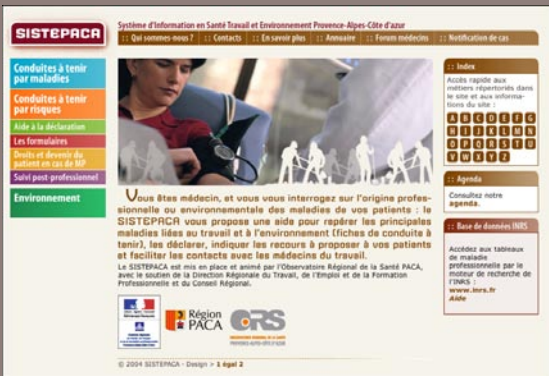 SISTEPACA
Système d'Information en Santé Travail et Environnement Provence-Alpes-Côte d'azur
:: Qui sommes-nous ? :: Contacts :: En savoir plus :: Annuaire :: Forum médecins :: Notification de cas
Conduites à tenir
par maladies
Conduites à tenir
par risques
Aide à la déclaration
Les formulaires
Droits et devenir du
patient en cas de MP
Suivi post-professionnel
Environnement
Vous êtes médecin, et vous vous interrogez sur l'origine profes-
sionnelle ou environnementale des maladies de vos patients : le
SISTEPACA vous propose une aide pour repérer les principales
maladies liées au travail et à l'environnement (fiches de conduite à
tenir), les déclarer, indiquer les recours à proposer à vos patients
et faciliter les contacts avec les médecins du travail.
Le SISTEPACA est mis en place et animé par l'Observatoire Régional de la Santé PACA,
avec le soutien de la Direction Régionale du Travail, de l'Emploi et de la Formation
Professionnelle et du Conseil Régional.
Région
PACA
ORS
© 2004 SISTEPACA - Design > 1 égal 2
:: Index
Accès rapide aux
métiers répertoriés dans
le site et aux informa-
tions du site :
A B C D E F G
H I J K L M N
O P Q R S T U
V W X Y Z
:: Agenda
Consultez notre
agenda.
:: Base de données INRS
Accédez aux tableaux
de maladie
professionnelle par le
moteur de recherche de
l'INRS :
www.inrs.fr
Aide